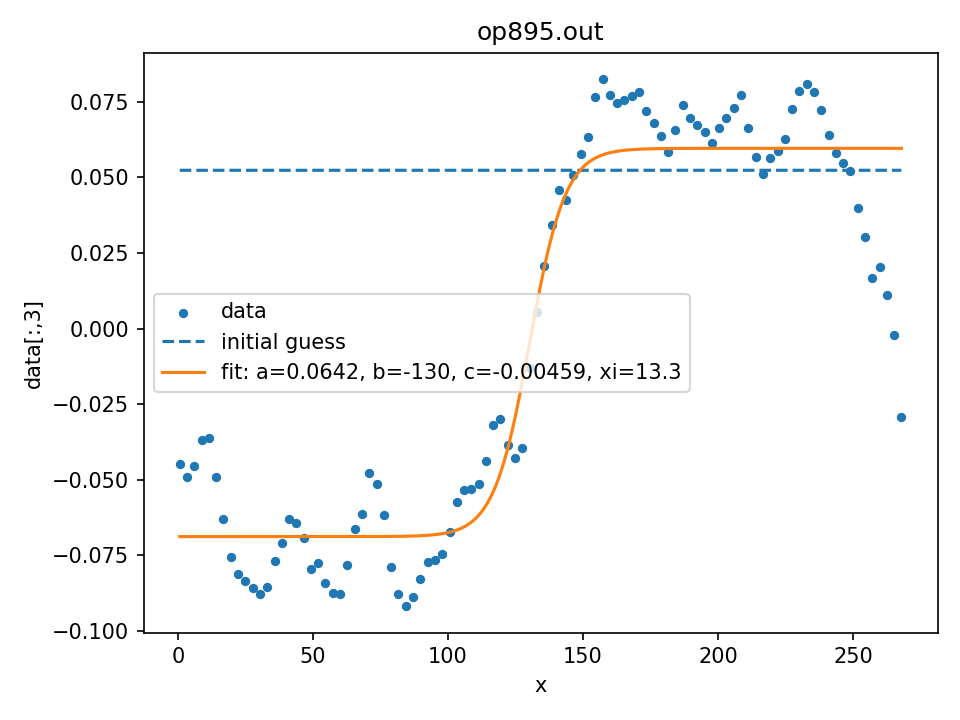 op895.out
0.075
0.050
0.025
0.000
−0.025
−0.050
−0.075
−0.100
data[:,3]
data
initial guess
fit: a=0.0642, b=-130, c=-0.00459, xi=13.3
0 50 100 150 200 250
x